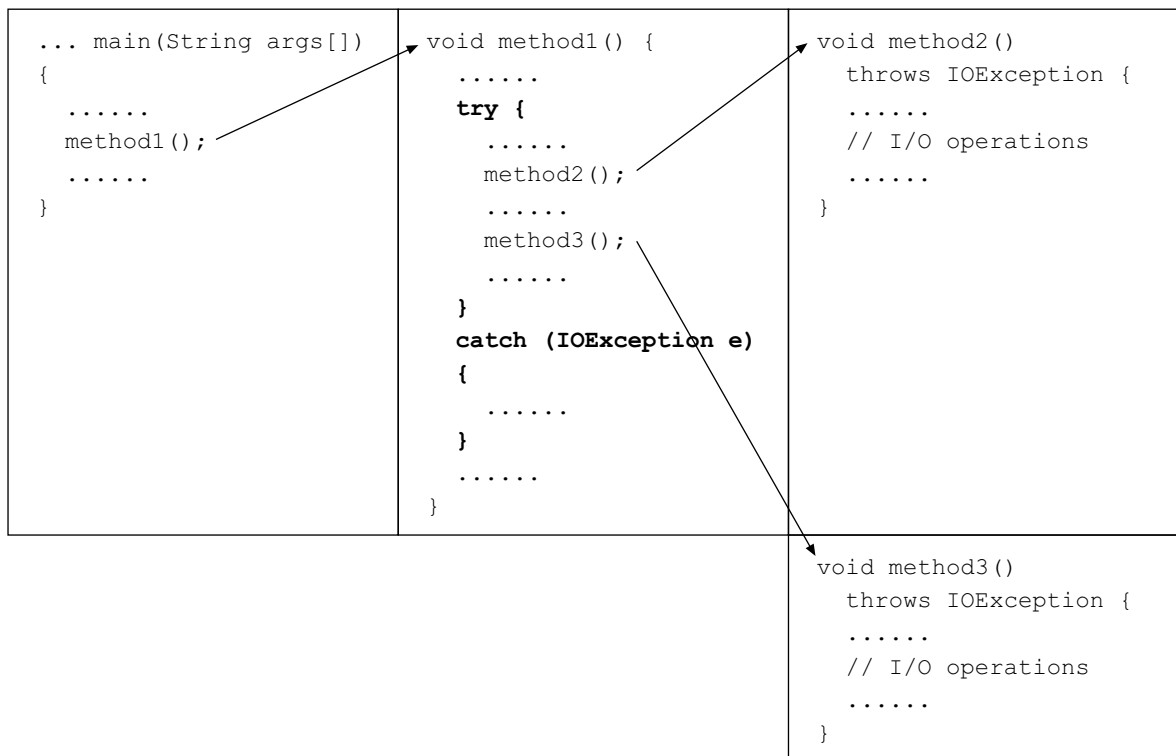 ... main(String args[])
{
......
method1();
......
}
void method1() {
......
try {
......
method2();
......
method3();
......
}
catch (IOException e)
{
......
}
......
}
void method2()
throws IOException {
......
// I/O operations
......
}
void method3()
throws IOException {
......
// I/O operations
......
}